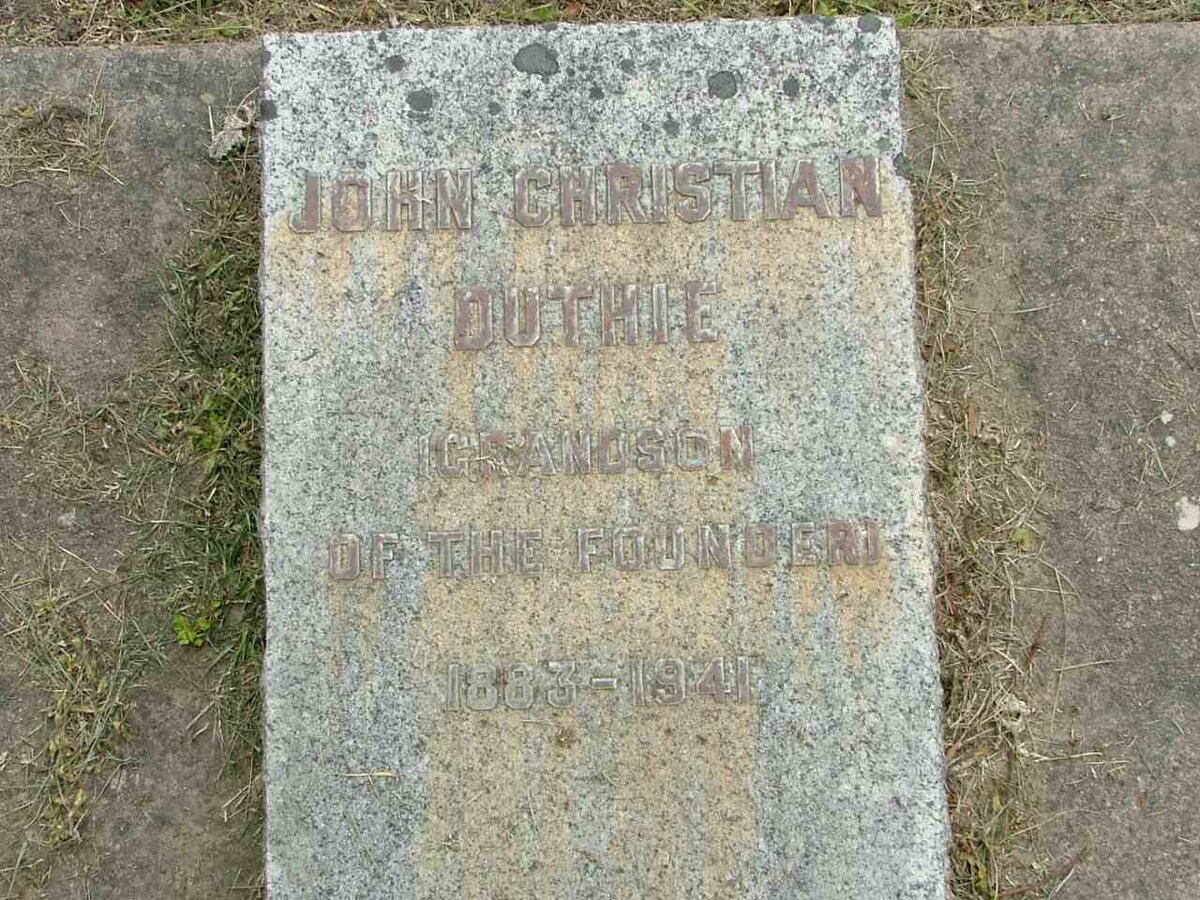 JOHN CHRISTIAN
DUTHIE
(GRANDSON
OF THE FOUNDER)
1883-1941